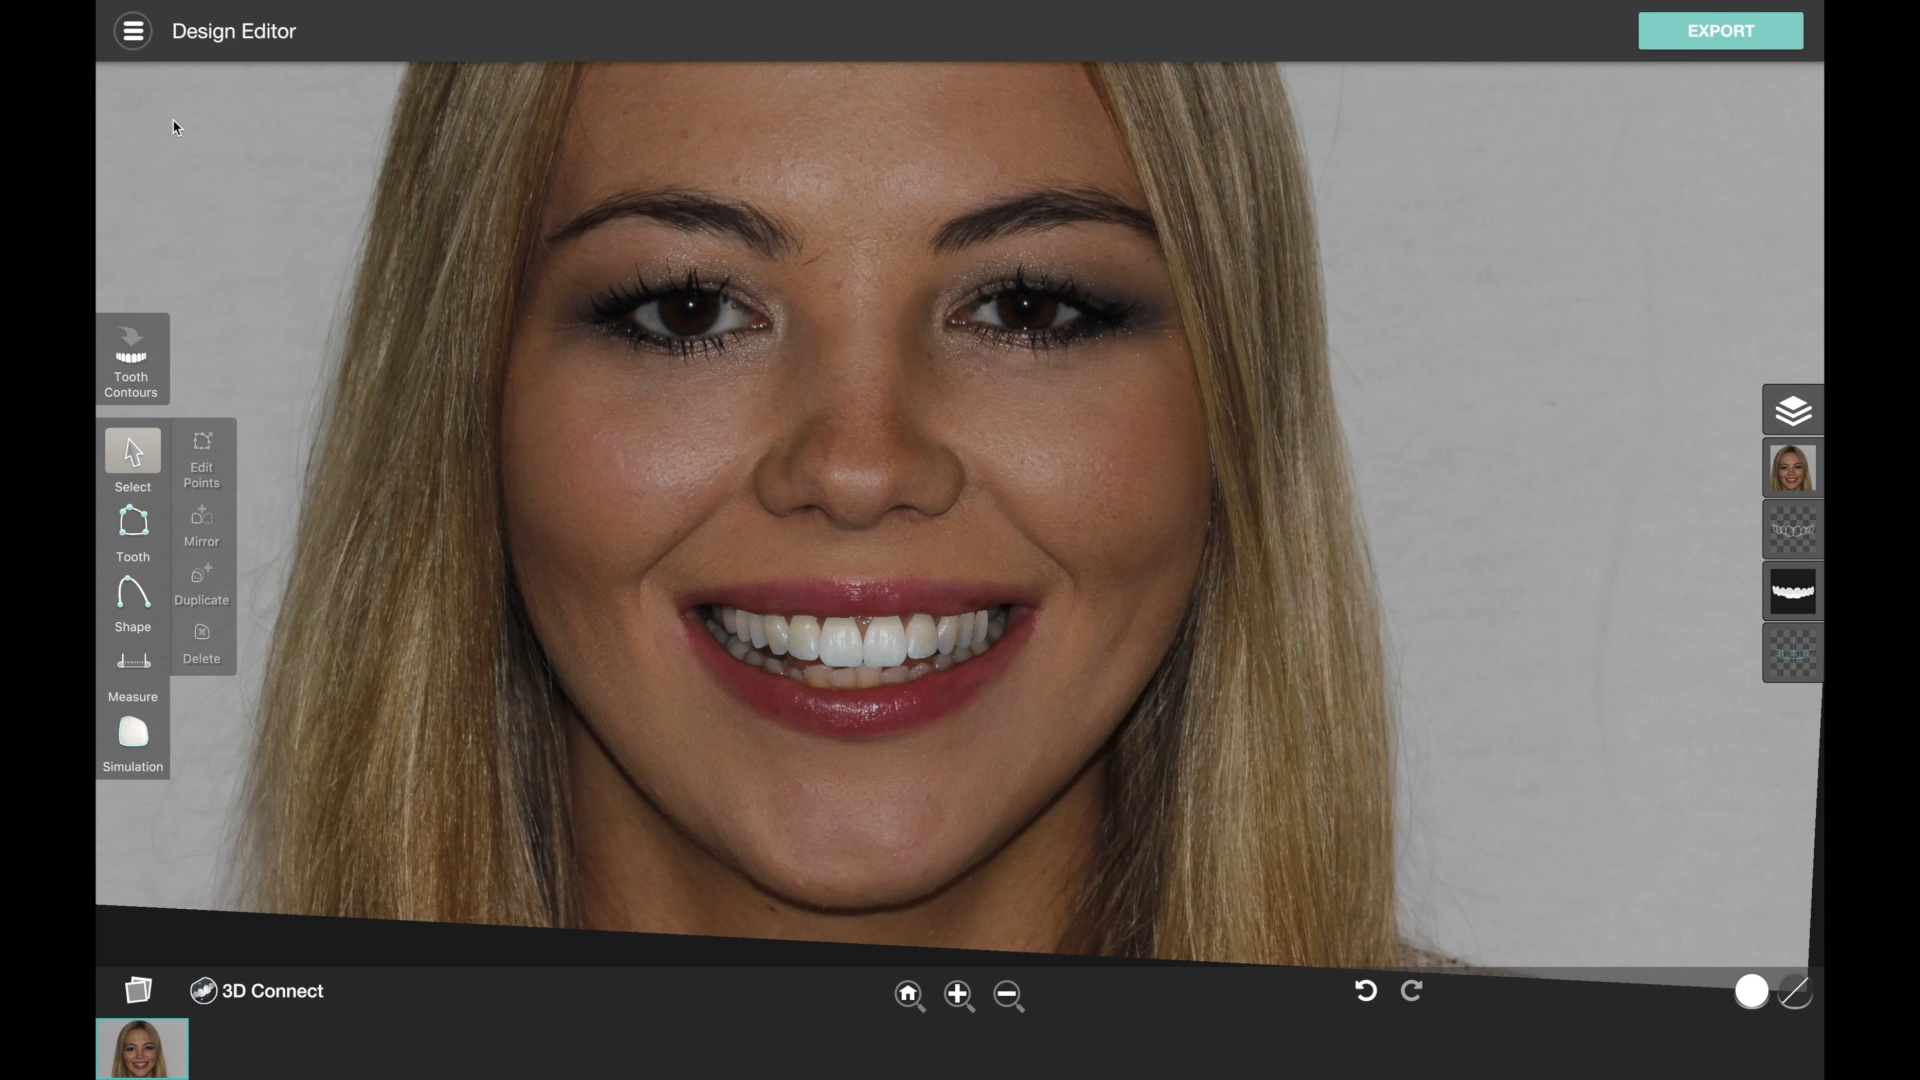 Design Editor
EXPORT
Tooth
Contours
Select
Edit
Points
Tooth
Mirror
Shape
Duplicate
Measure
Delete
Simulation
3D Connect